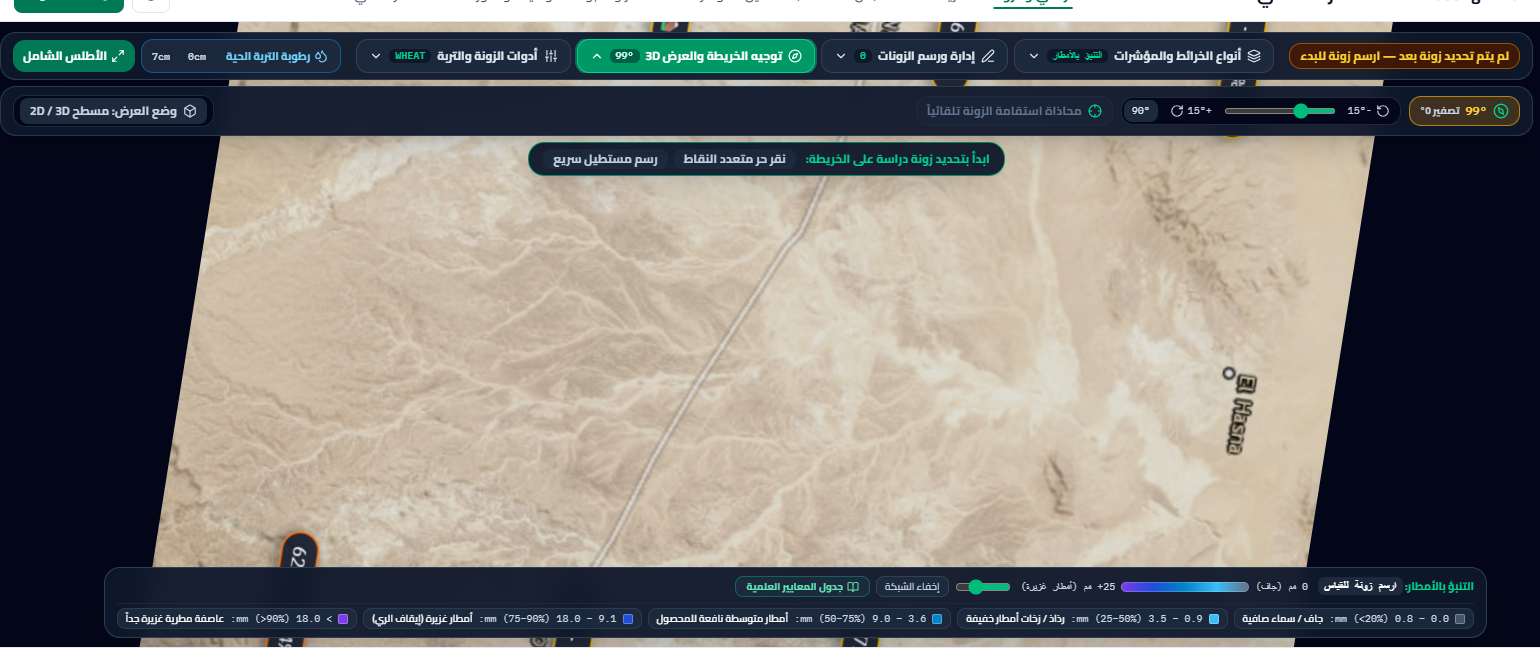 لم يتم تحديد زونة بعد — ارسم زونة للبدء
أنواع الخرائط والمؤشرات التنبؤ بالأمطار
إدارة ورسم الزونات 0
توجيه الخريطة والعرض 3D 99°
أدوات الزونة والتربة WHEAT
رطوبة التربة الحية 0cm 7cm
الأطلس الشامل
99° تصفير 0°
-15°
+15°
90°
محاذاة استقامة الزونة تلقائياً
وضع العرض: مسطح 2D / 3D
ابدأ بتحديد زونة دراسة على الخريطة: نقر حر متعدد النقاط رسم مستطيل سريع
El Hasna
62
التنبؤ بالأمطار: ارسم زونة للقياس 0 مم (جاف) +25 مم (أمطار غزيرة) إخفاء الشبكة جدول المعايير العلمية
0.0 – 0.8 mm (<20%): جاف / سماء صافية
0.9 – 3.5 mm (25-50%): رذاذ / زخات أمطار خفيفة
3.6 – 9.0 mm (50-75%): أمطار متوسطة نافعة للمحصول
9.1 – 18.0 mm (75-90%): أمطار غزيرة (إيقاف الري)
> 18.0 mm (>90%): عاصفة مطرية غزيرة جداً